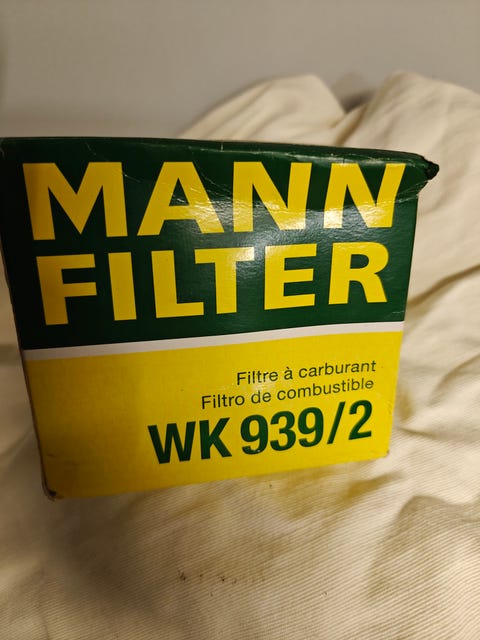 MANN
FILTER
Filtre à carburant
Filtro de combustible
WK 939/2